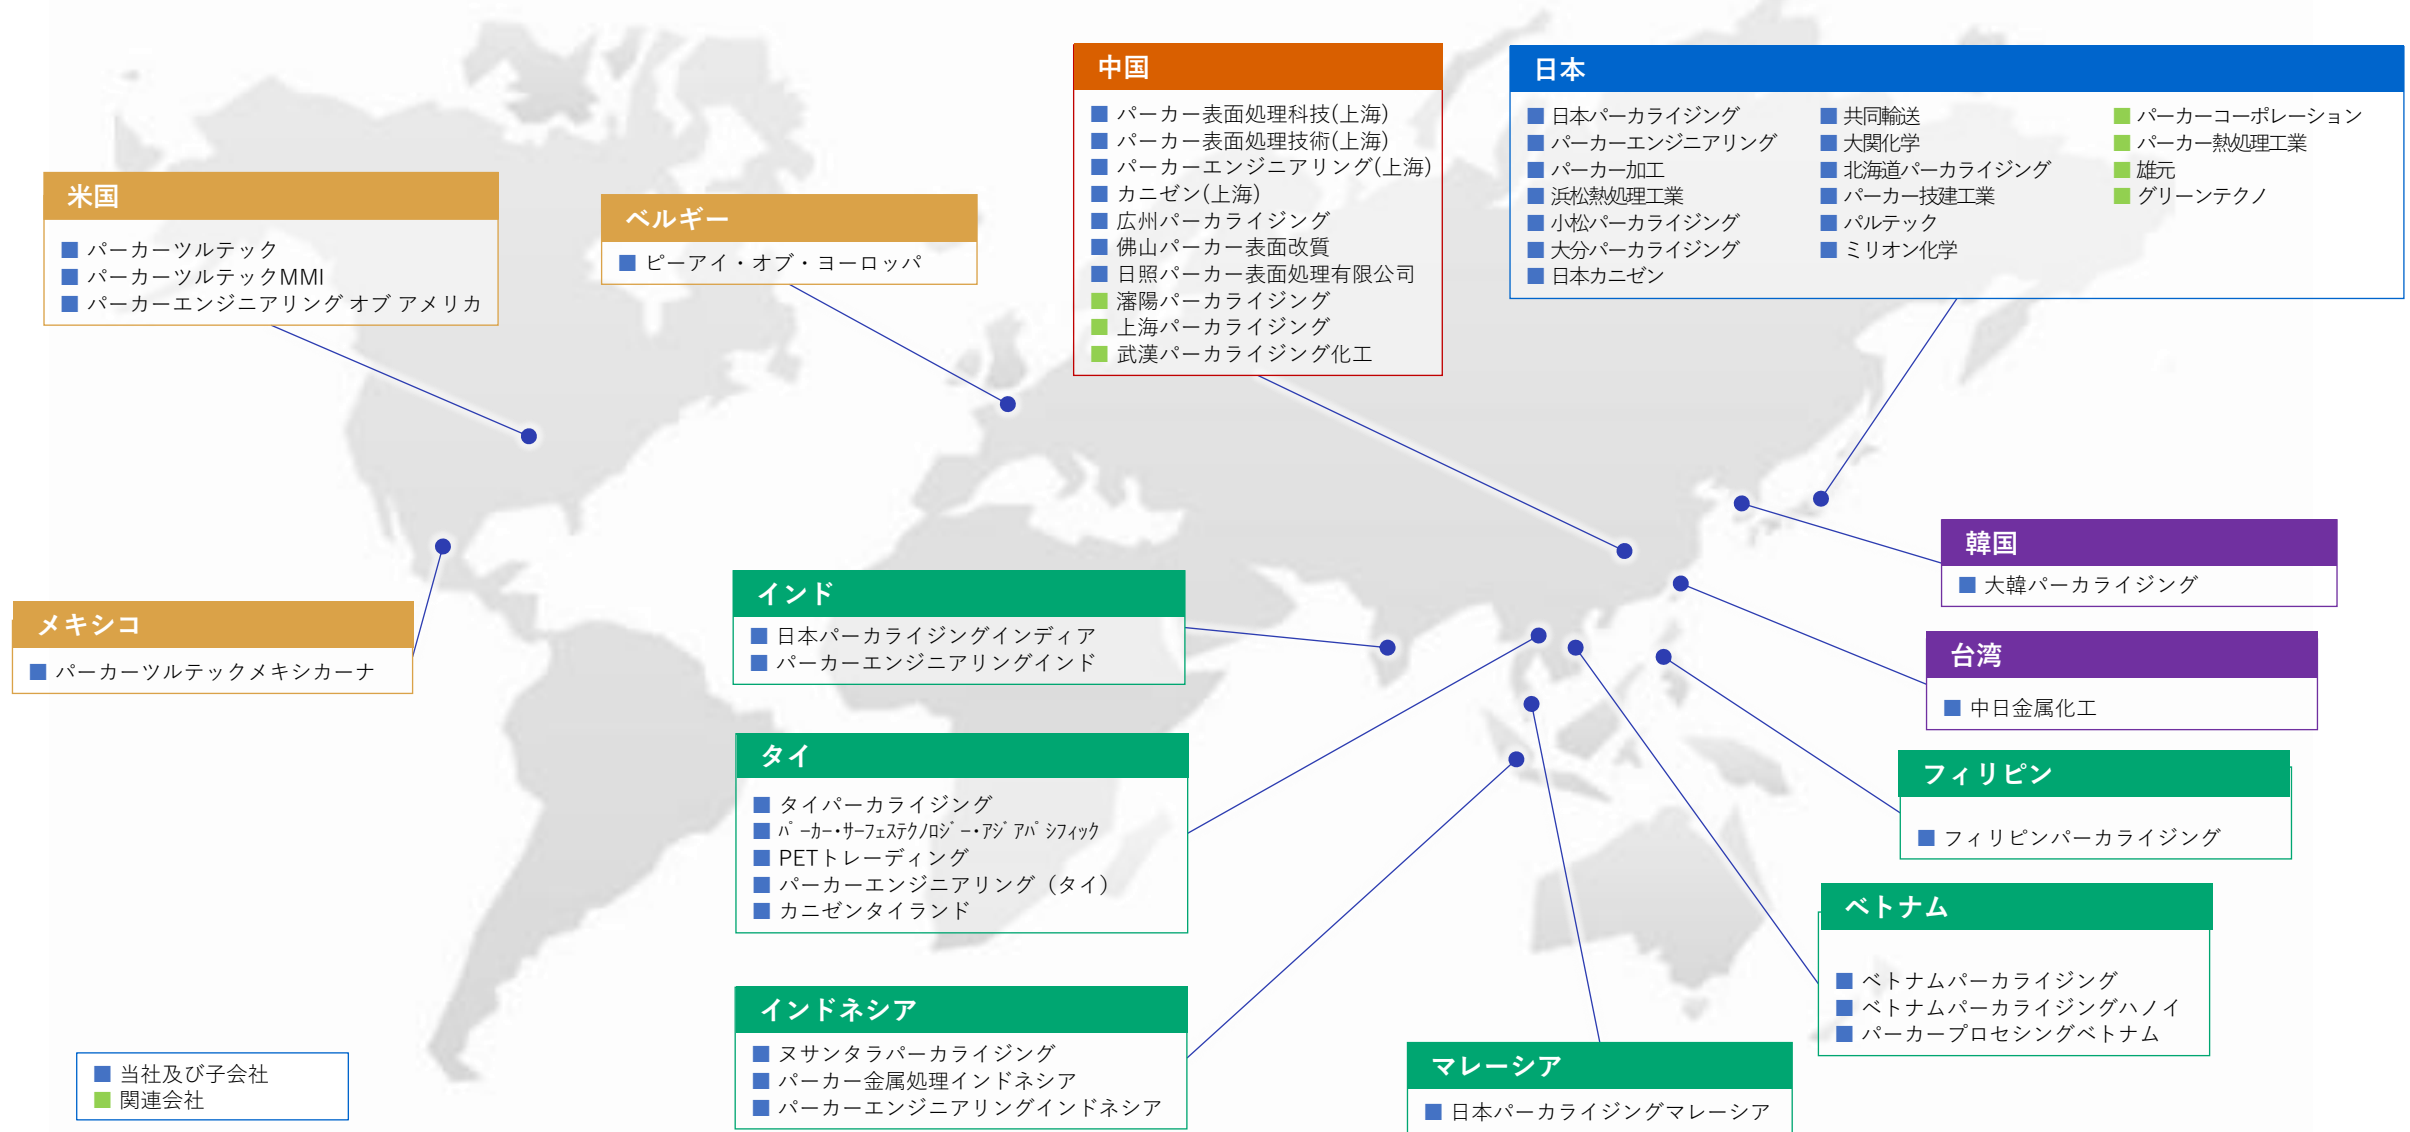 中国
パーカー表面処理科技(上海)
パーカー表面処理技術(上海)
パーカーエンジニアリング(上海)
カニゼン(上海)
広州パーカライジング
佛山パーカー表面改質
日照パーカー表面処理有限公司
瀋陽パーカライジング
上海パーカライジング
武漢パーカライジング化工
日本
日本パーカライジング
パーカーエンジニアリング
パーカー加工
浜松熱処理工業
小松パーカライジング
大分パーカライジング
日本カニゼン
共同輸送
大関化学
北海道パーカライジング
パーカー技建工業
パルテック
ミリオン化学
パーカーコーポレーション
パーカー熱処理工業
雄元
グリーンテクノ
米国
パーカーツルテック
パーカーツルテックMMI
パーカーエンジニアリング オブ アメリカ
ベルギー
ピーアイ・オブ・ヨーロッパ
韓国
大韓パーカライジング
インド
日本パーカライジングインディア
パーカーエンジニアリングインド
メキシコ
パーカーツルテックメキシカーナ
台湾
中日金属化工
タイ
タイパーカライジング
ﾊﾟｰｶｰ･ｻｰﾌｪｽﾃｸﾉﾛｼﾞｰ･ｱｼﾞｱﾊﾟｼﾌｨｯｸ
PETトレーディング
パーカーエンジニアリング（タイ）
カニゼンタイランド
フィリピン
フィリピンパーカライジング
ベトナム
ベトナムパーカライジング
ベトナムパーカライジングハノイ
パーカープロセシングベトナム
インドネシア
ヌサンタラパーカライジング
パーカー金属処理インドネシア
パーカーエンジニアリングインドネシア
マレーシア
日本パーカライジングマレーシア
当社及び子会社
関連会社